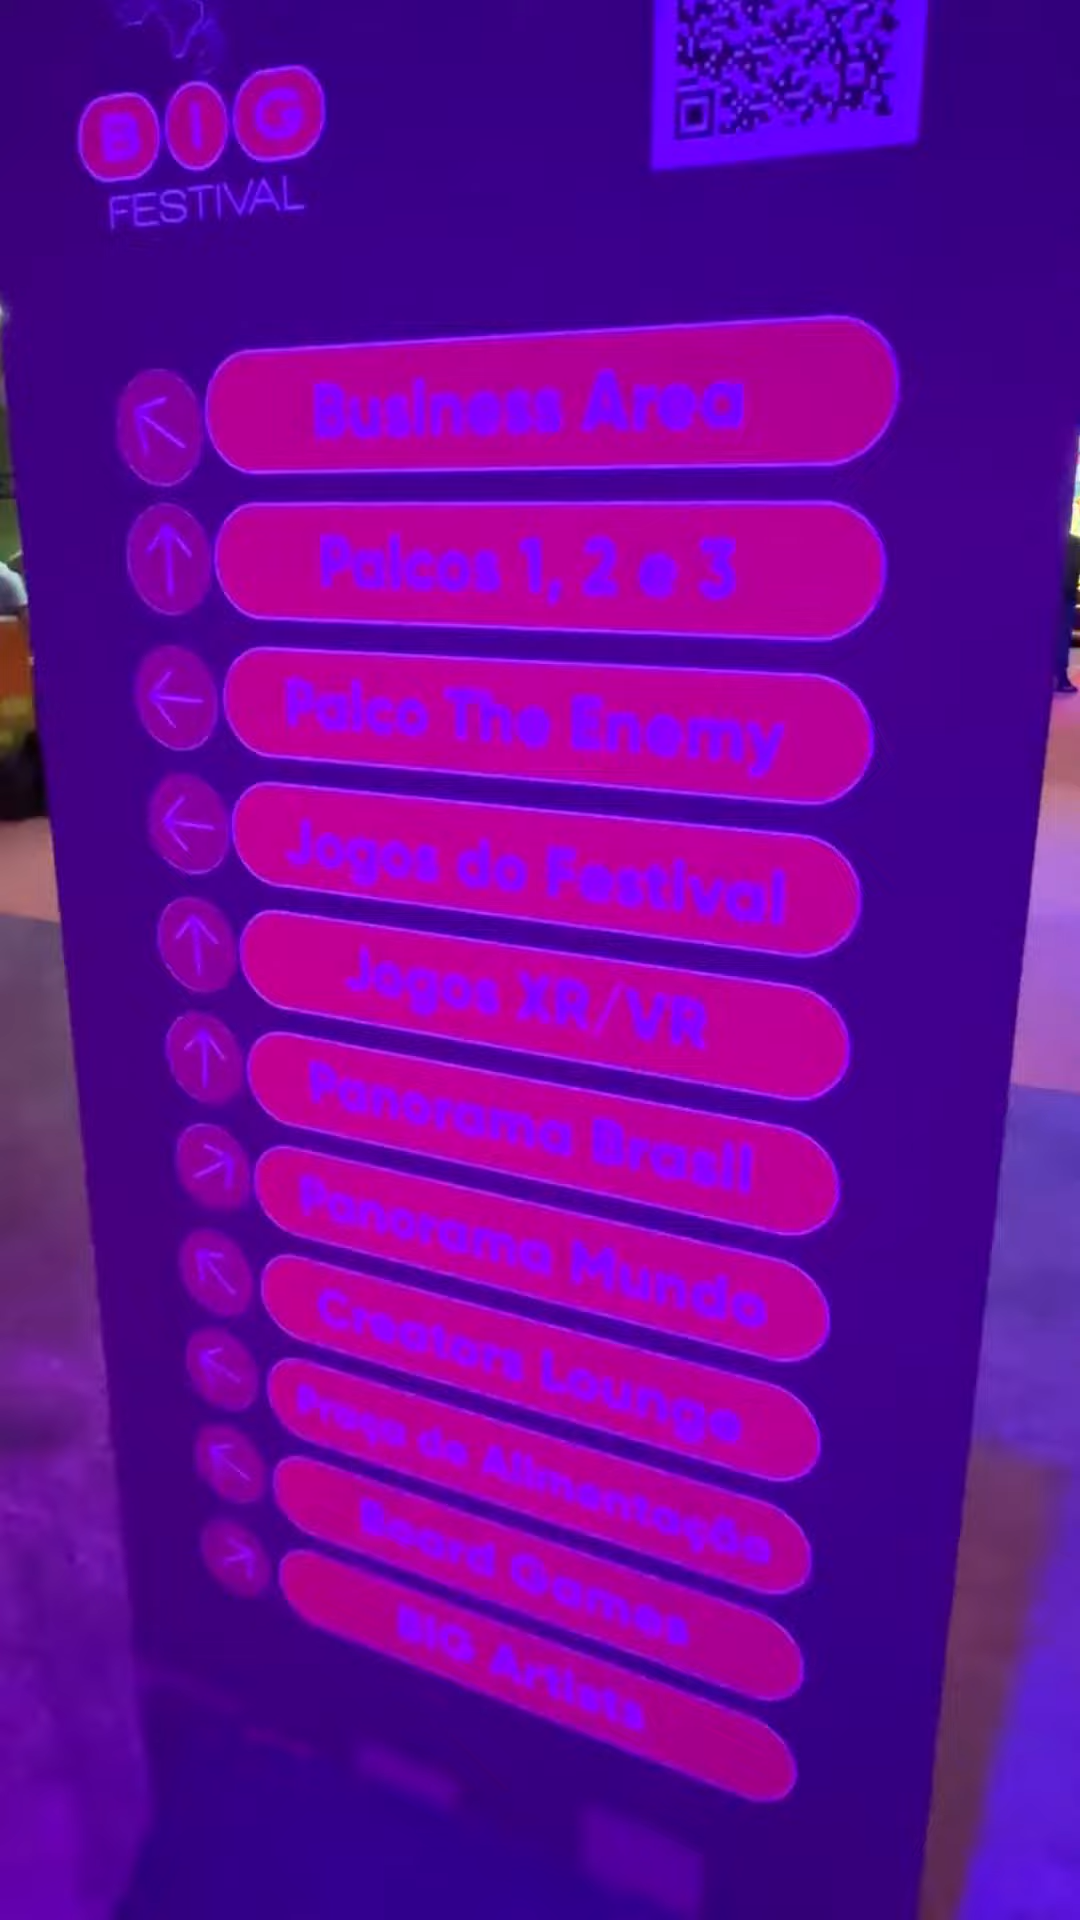 BIG
FESTIVAL
Business Area
Palcos 1, 2 e 3
Palco The Enemy
Jogos do Festival
Jogos XR/VR
Panorama Brasil
Panorama Mundo
Creators Lounge
Praça de Alimentação
Board Games
BIG Artists